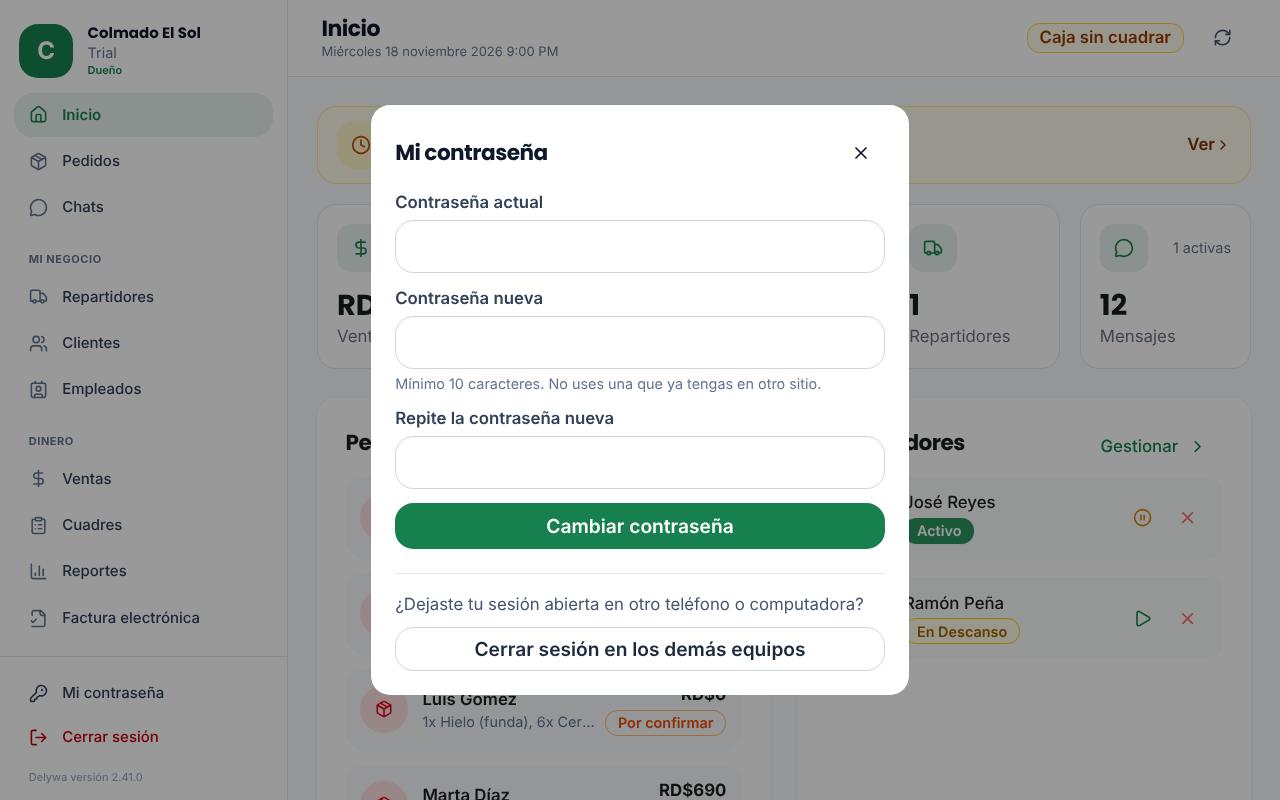 C
Colmado El Sol
Trial
Dueño
Inicio
Pedidos
Chats
MI NEGOCIO
Repartidores
Clientes
Empleados
DINERO
Ventas
Cuadres
Reportes
Factura electrónica
Mi contraseña
Cerrar sesión
Delywa versión 2.41.0
Inicio
Miércoles 18 noviembre 2026 9:00 PM
Caja sin cuadrar
Ver
1 activas
1
Repartidores
12
Mensajes
Gestionar
José Reyes
Activo
Ramón Peña
En Descanso
Mi contraseña
Contraseña actual
Contraseña nueva
Mínimo 10 caracteres. No uses una que ya tengas en otro sitio.
Repite la contraseña nueva
Cambiar contraseña
¿Dejaste tu sesión abierta en otro teléfono o computadora?
Cerrar sesión en los demás equipos
Luis Gómez
1x Hielo (funda), 6x Cer...
Por confirmar
Marta Díaz
RD$690